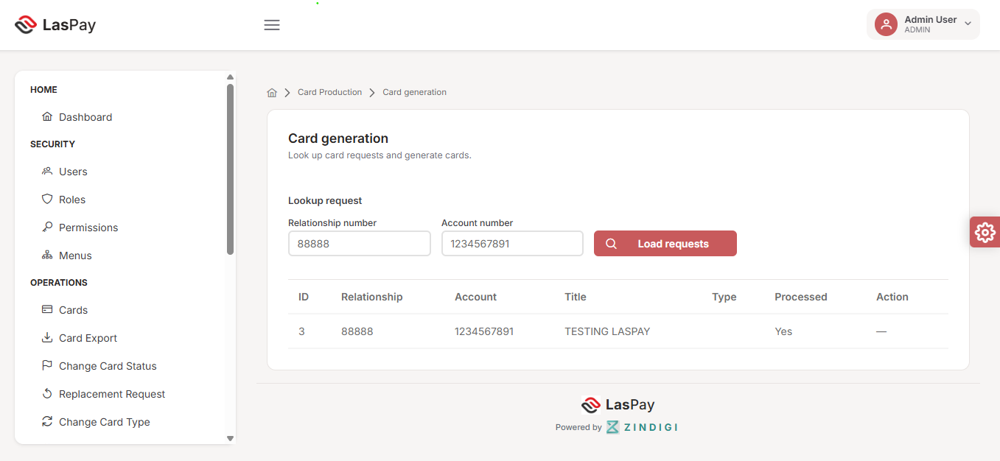 LasPay
Admin User
ADMIN
HOME
Dashboard
SECURITY
Users
Roles
Permissions
Menus
OPERATIONS
Cards
Card Export
Change Card Status
Replacement Request
Change Card Type
Card Production
Card generation
Card generation
Look up card requests and generate cards.
Lookup request
Relationship number
Account number
88888
1234567891
Load requests
ID Relationship Account Title Type Processed Action
3 88888 1234567891 TESTING LASPAY Yes —
LasPay
Powered by ZINDIGI